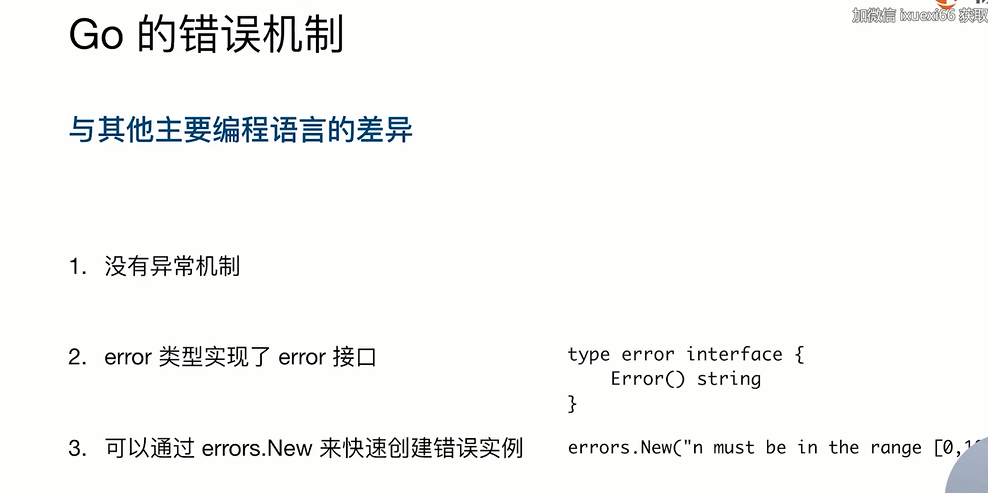 加微信 ixuexi66 获取
Go 的错误机制
与其他主要编程语言的差异
1. 没有异常机制
2. error 类型实现了 error 接口
type error interface {
Error() string
}
3. 可以通过 errors.New 来快速创建错误实例
errors.New("n must be in the range [0,